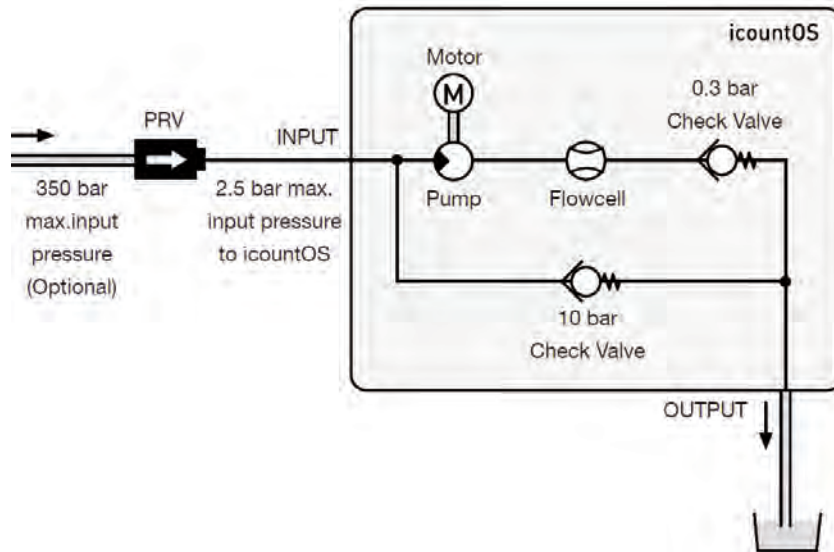 icountOS
Motor
M
0.3 bar
Check Valve
PRV
INPUT
Pump
Flowcell
350 bar
max.input
pressure
(Optional)
2.5 bar max.
input pressure
to icountOS
10 bar
Check Valve
OUTPUT